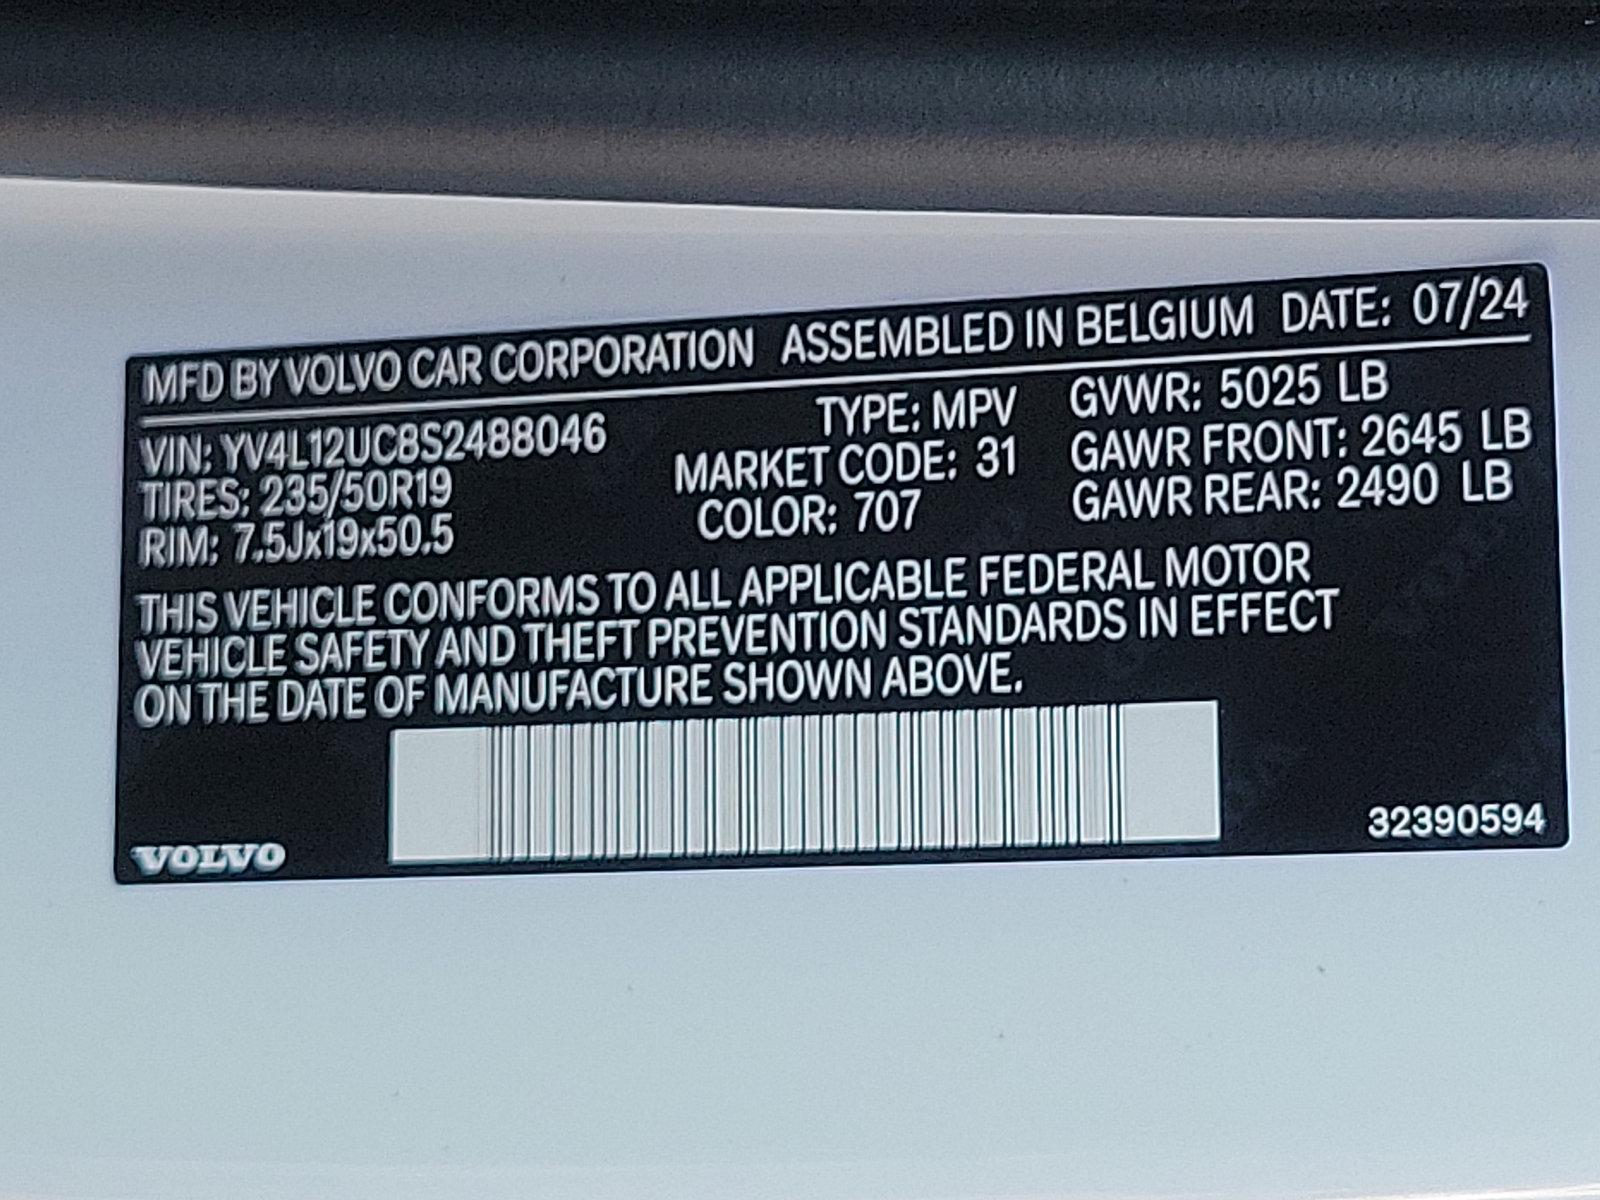 MFD BY VOLVO CAR CORPORATION ASSEMBLED IN BELGIUM DATE: 07/24
VIN: YV4L12UC8S2488046 TYPE: MPV GVWR: 5025 LB
TIRES: 235/50R19 MARKET CODE: 31 GAWR FRONT: 2645 LB
RIM: 7.5Jx19x50.5 COLOR: 707 GAWR REAR: 2490 LB
THIS VEHICLE CONFORMS TO ALL APPLICABLE FEDERAL MOTOR
VEHICLE SAFETY AND THEFT PREVENTION STANDARDS IN EFFECT
ON THE DATE OF MANUFACTURE SHOWN ABOVE.
VOLVO 32390594